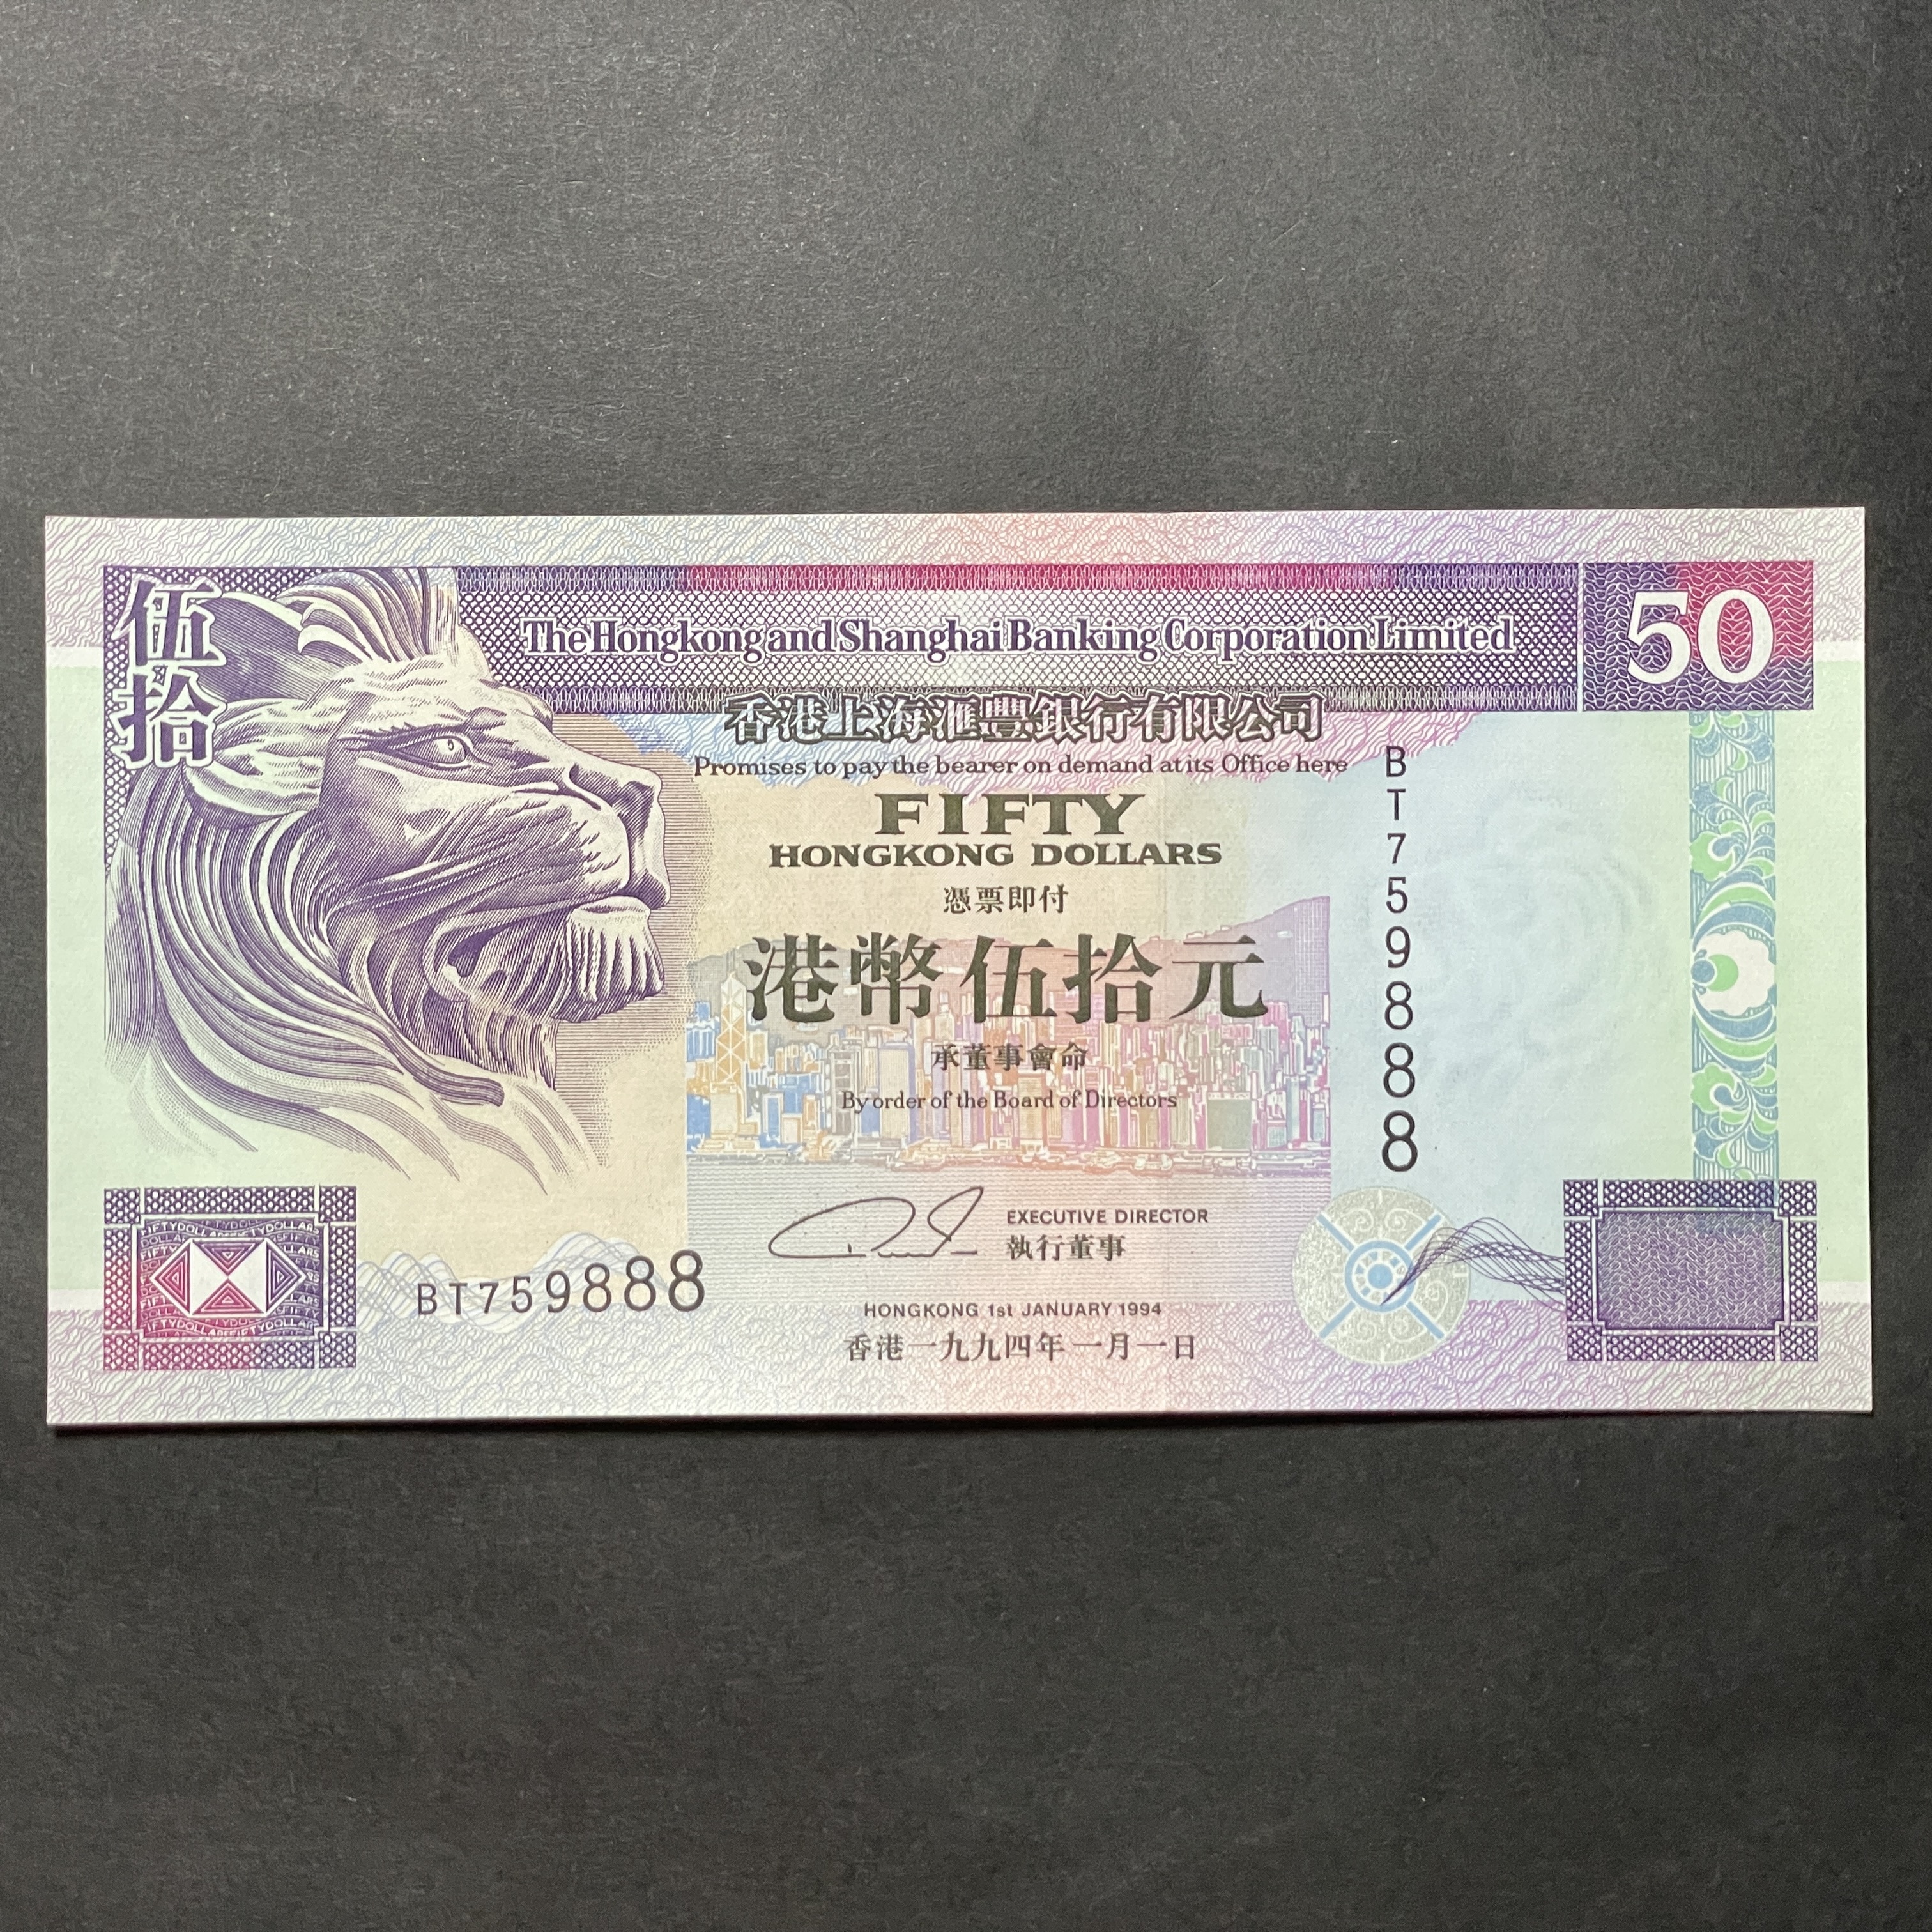 伍拾
The Hongkong and Shanghai Banking Corporation Limited
50
香港上海滙豐銀行有限公司
Promises to pay the bearer on demand at its Office here
FIFTY
HONGKONG DOLLARS
憑票即付
港幣伍拾元
承董事會命
By order of the Board of Directors
BT759888
EXECUTIVE DIRECTOR
執行董事
BT759888
HONGKONG 1st JANUARY 1994
香港一九九四年一月一日